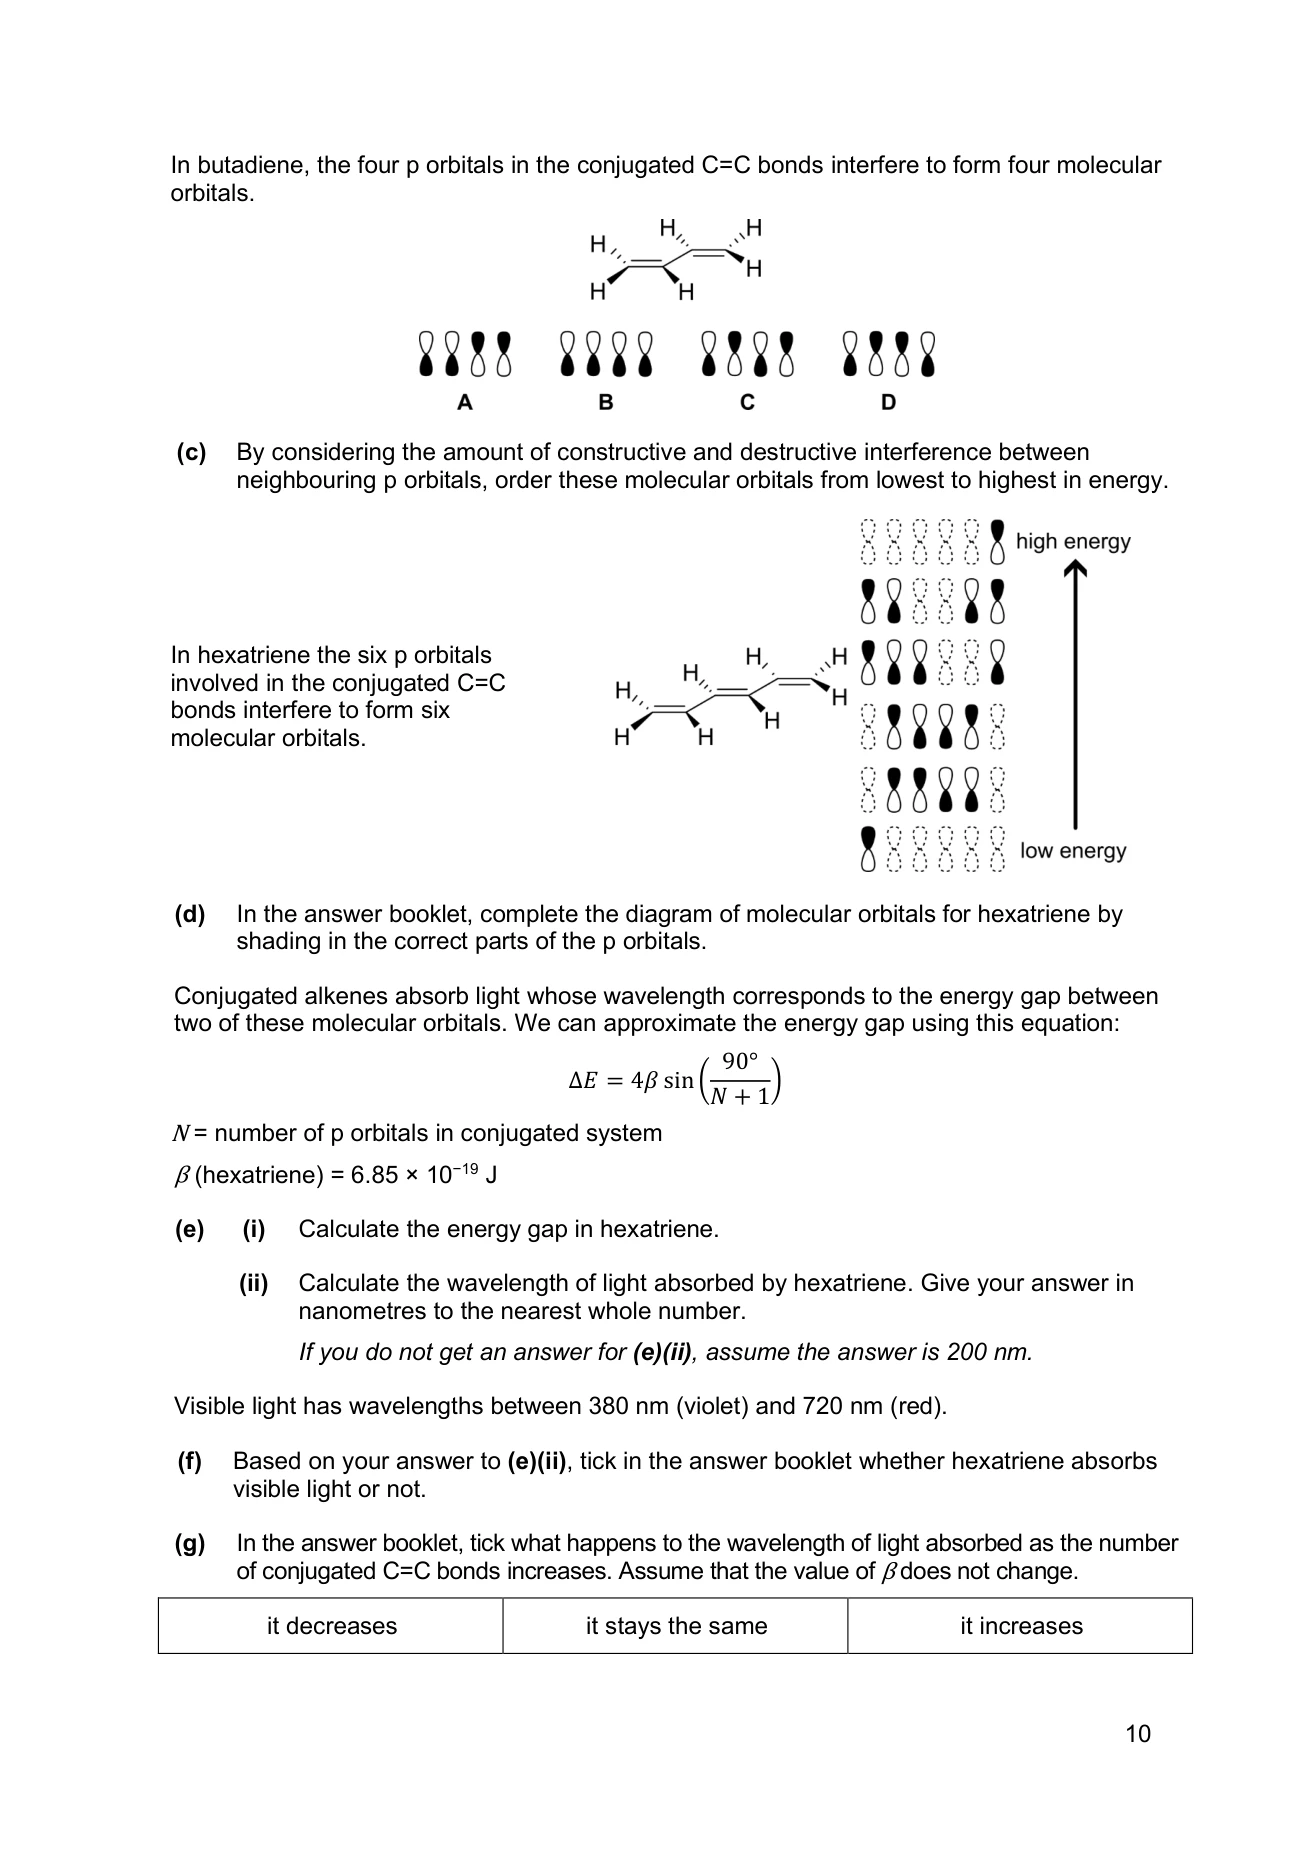 In butadiene, the four p orbitals in the conjugated C=C bonds interfere to form four molecular
orbitals.
H H H
H H H
A B C D
(c) By considering the amount of constructive and destructive interference between
neighbouring p orbitals, order these molecular orbitals from lowest to highest in energy.
high energy
In hexatriene the six p orbitals
involved in the conjugated C=C
bonds interfere to form six
molecular orbitals.
H H H H
H H H H
low energy
(d) In the answer booklet, complete the diagram of molecular orbitals for hexatriene by
shading in the correct parts of the p orbitals.
Conjugated alkenes absorb light whose wavelength corresponds to the energy gap between
two of these molecular orbitals. We can approximate the energy gap using this equation:
ΔE = 4β sin(90° / N + 1)
N = number of p orbitals in conjugated system
β (hexatriene) = 6.85 × 10⁻¹⁹ J
(e) (i) Calculate the energy gap in hexatriene.
(ii) Calculate the wavelength of light absorbed by hexatriene. Give your answer in
nanometres to the nearest whole number.
If you do not get an answer for (e)(ii), assume the answer is 200 nm.
Visible light has wavelengths between 380 nm (violet) and 720 nm (red).
(f) Based on your answer to (e)(ii), tick in the answer booklet whether hexatriene absorbs
visible light or not.
(g) In the answer booklet, tick what happens to the wavelength of light absorbed as the number
of conjugated C=C bonds increases. Assume that the value of β does not change.
it decreases it stays the same it increases
10